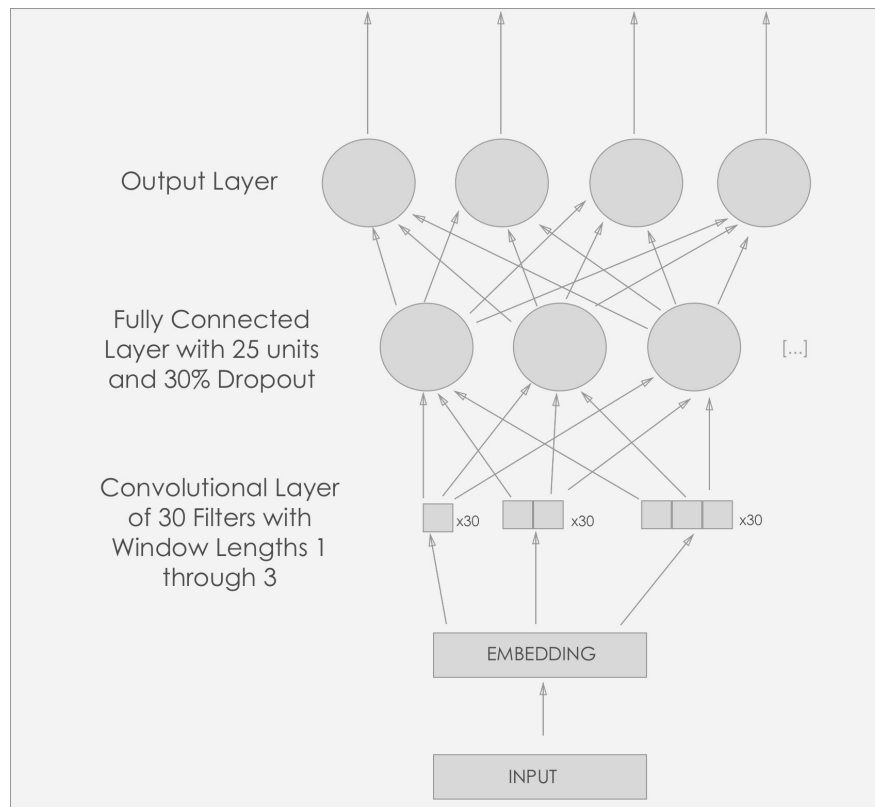 Output Layer
Fully Connected
Layer with 25 units
and 30% Dropout
[...]
Convolutional Layer
of 30 Filters with
Window Lengths 1
through 3
x30
x30
x30
EMBEDDING
INPUT